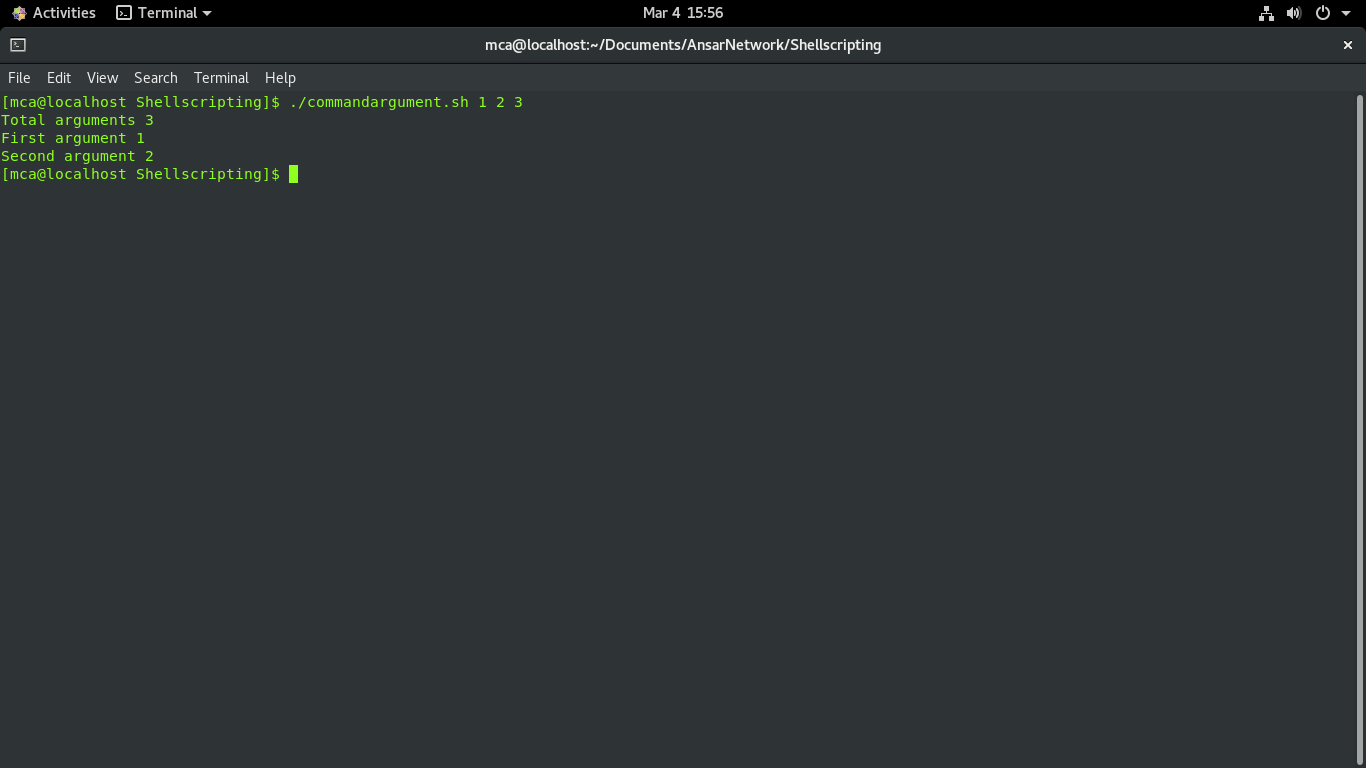 Activities Terminal Mar 4 15:56
mca@localhost:~/Documents/AnsarNetwork/Shellscripting
File Edit View Search Terminal Help
[mca@localhost Shellscripting]$ ./commandargument.sh 1 2 3
Total arguments 3
First argument 1
Second argument 2
[mca@localhost Shellscripting]$